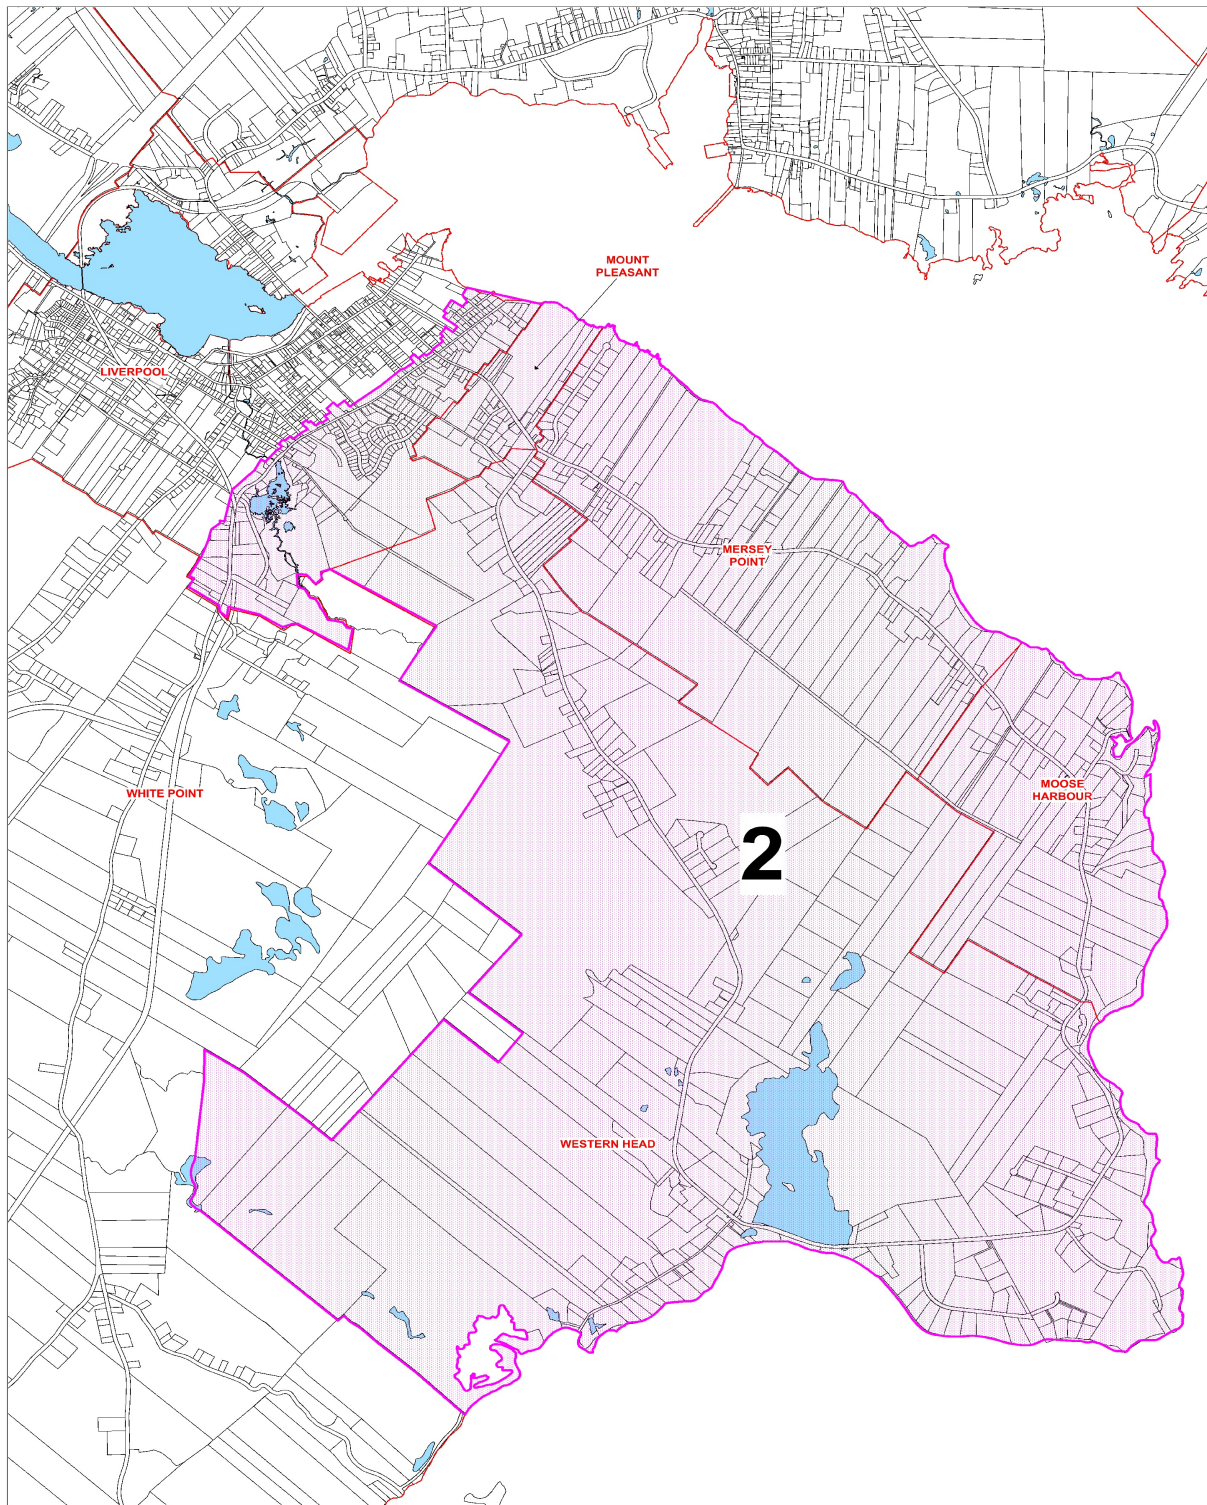 MOUNT
PLEASANT
LIVERPOOL
MERSEY
POINT
WHITE POINT
MOOSE
HARBOUR
2
WESTERN HEAD